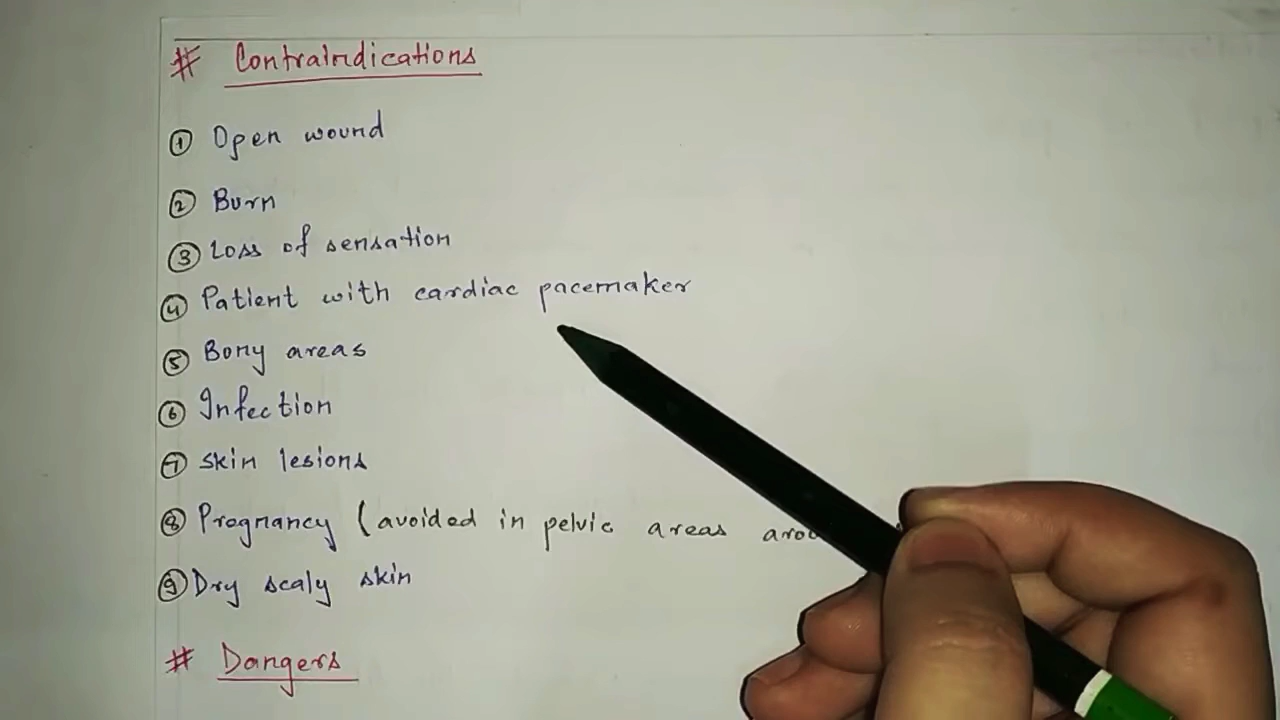 # Contraindications
① Open wound
② Burn
③ Loss of sensation
④ Patient with cardiac pacemaker
⑤ Bony areas
⑥ Infection
⑦ Skin lesions
⑧ Pregnancy (avoided in pelvic areas
⑨ Dry scaly skin
# Dangers